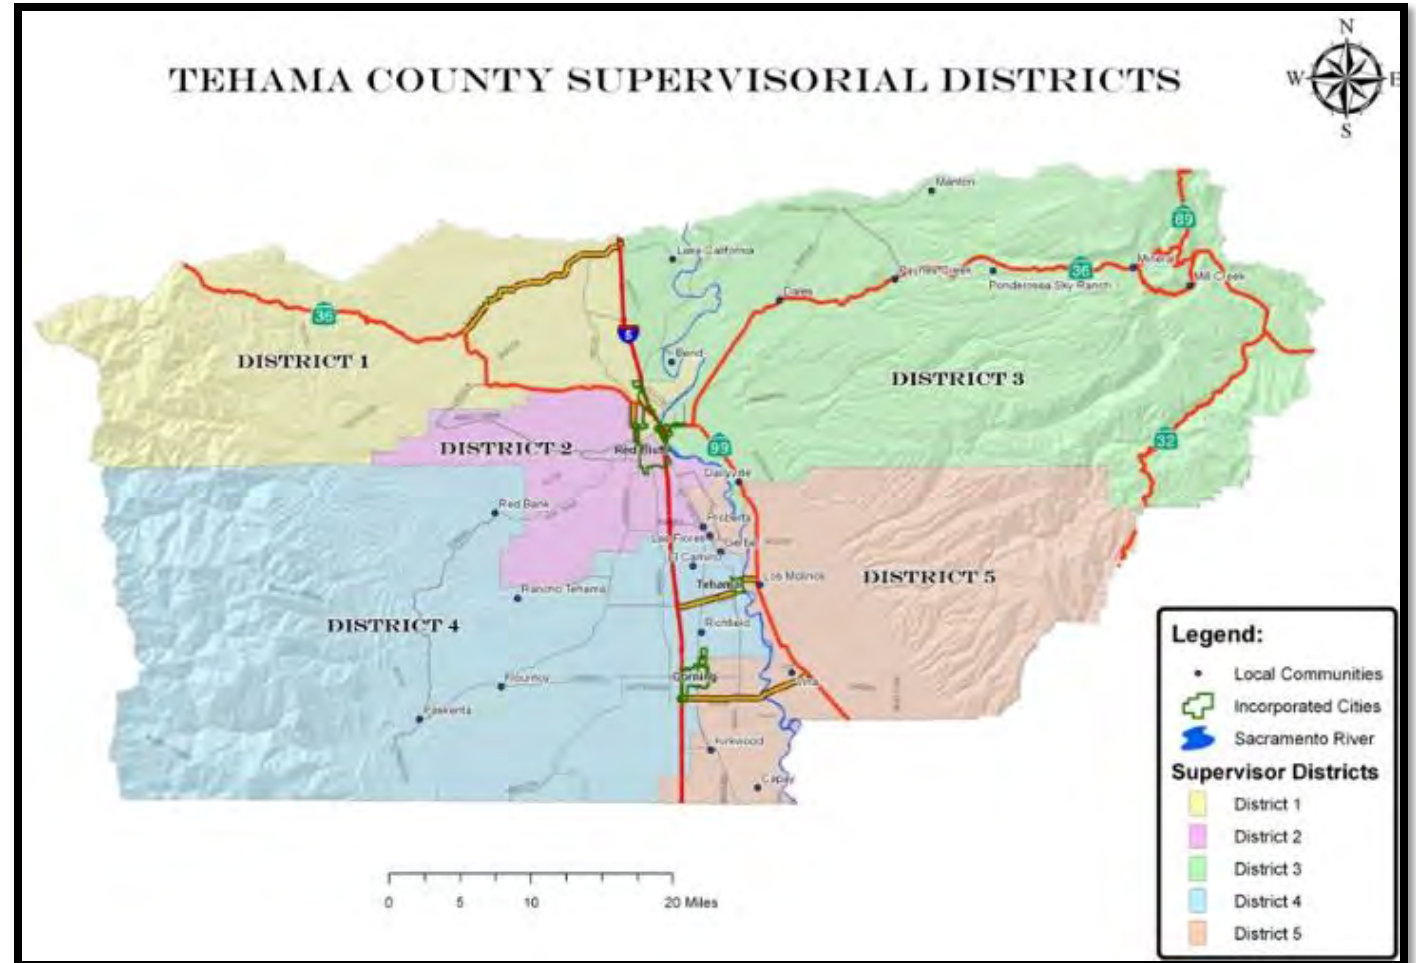 N
TEHAMA COUNTY SUPERVISORIAL DISTRICTS
W
E
S
Manton
89
Lake California
Mineral
36
Paynes Creek
Mill Creek
Ponderosa Sky Ranch
Dales
36
5
Bend
DISTRICT 1
DISTRICT 3
DISTRICT 2
Red Bluff
99
32
Dairyville
Red Bank
Proberta
Las Flores
Gerber
El Camino
Tehama
Los Molinos
DISTRICT 5
Rancho Tehama
DISTRICT 4
Richfield
Corning
Vina
Flournoy
Paskenta
Kirkwood
Capay
Legend:
Local Communities
Incorporated Cities
Sacramento River
Supervisor Districts
District 1
District 2
District 3
District 4
District 5
0 5 10 20 Miles